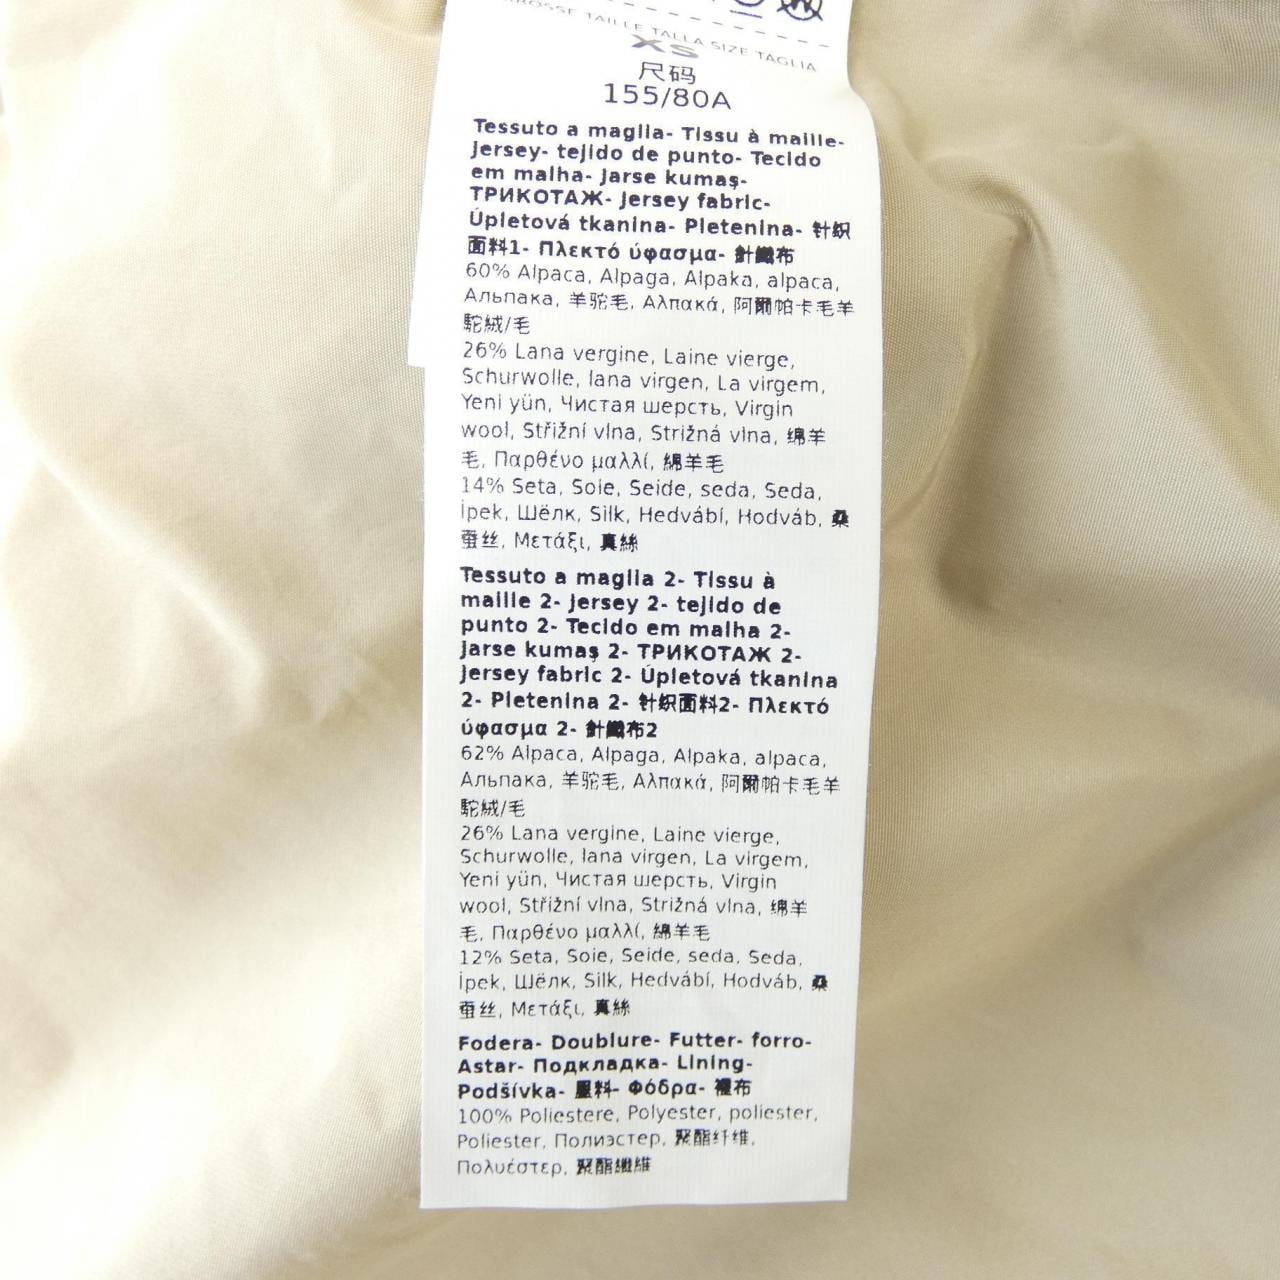 GROSSE TAILLE TALLA SIZE TAGLIA
XS
尺码
155/80A
Tessuto a maglia- Tissu à maille-
Jersey- tejido de punto- Tecido
em malha- Jarse kumaş-
ТРИКОТАЖ- Jersey fabric-
Úpletová tkanina- Pletenina- 针织
面料1- Πλεκτό ύφασμα- 針織布
60% Alpaca, Alpaga, Alpaka, alpaca,
Альпака, 羊驼毛, Αλπακά, 阿爾帕卡毛羊
駝絨/毛
26% Lana vergine, Laine vierge,
Schurwolle, lana virgen, La virgem,
Yeni yün, Чистая шерсть, Virgin
wool, Střižní vlna, Strižná vlna, 绵羊
毛, Παρθένο μαλλί, 綿羊毛
14% Seta, Soie, Seide, seda, Seda,
İpek, Шёлк, Silk, Hedvábí, Hodváb, 桑
蚕丝, Μετάξι, 真絲
Tessuto a maglia 2- Tissu à
maille 2- Jersey 2- tejido de
punto 2- Tecido em malha 2-
Jarse kumaş 2- ТРИКОТАЖ 2-
Jersey fabric 2- Úpletová tkanina
2- Pletenina 2- 针织面料2- Πλεκτό
ύφασμα 2- 針織布2
62% Alpaca, Alpaga, Alpaka, alpaca,
Альпака, 羊驼毛, Αλπακά, 阿爾帕卡毛羊
駝絨/毛
26% Lana vergine, Laine vierge,
Schurwolle, lana virgen, La virgem,
Yeni yün, Чистая шерсть, Virgin
wool, Střižní vlna, Strižná vlna, 绵羊
毛, Παρθένο μαλλί, 綿羊毛
12% Seta, Soie, Seide, seda, Seda,
İpek, Шёлк, Silk, Hedvábí, Hodváb, 桑
蚕丝, Μετάξι, 真絲
Fodera- Doublure- Futter- forro-
Astar- Подкладка- Lining-
Podšívka- 里料- Φόδρα- 裡布
100% Poliestere, Polyester, poliester,
Poliester, Полиэстер, 聚酯纤维,
Πολυέστερ, 聚酯纖維